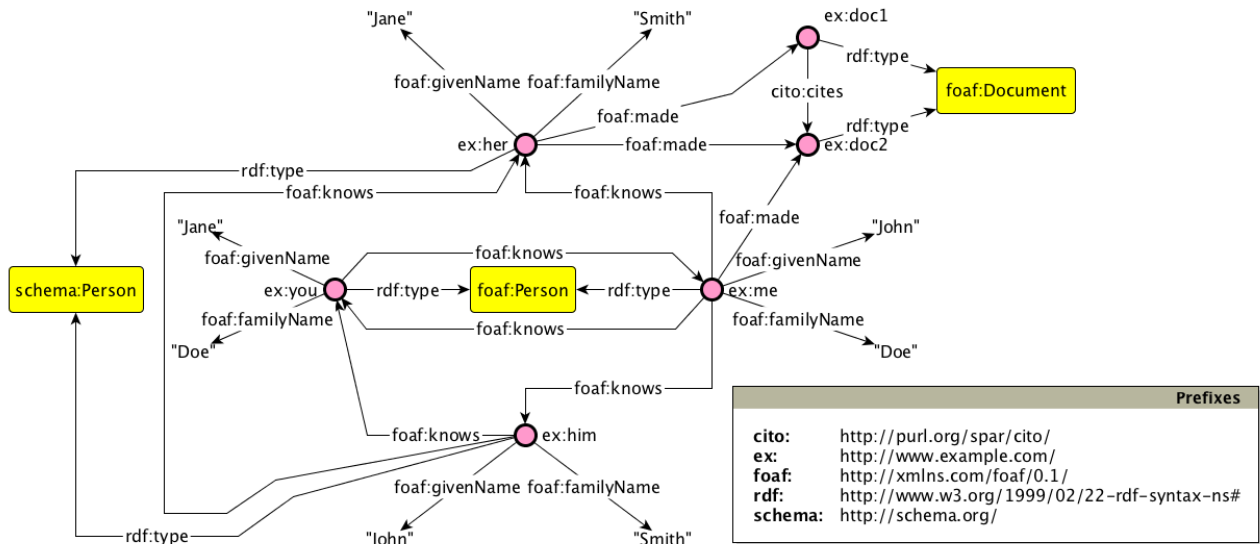 "Jane" "Smith" ex:doc1
rdf:type
foaf:givenName foaf:familyName
cito:cites foaf:Document
foaf:made
rdf:type
ex:her foaf:made ex:doc2
rdf:type
foaf:knows foaf:knows
foaf:made
"Jane" "John"
foaf:knows
foaf:givenName foaf:givenName
schema:Person ex:you rdf:type foaf:Person rdf:type ex:me
foaf:familyName foaf:familyName
foaf:knows
"Doe" "Doe"
foaf:knows
foaf:knows ex:him
foaf:givenName foaf:familyName
rdf:type "John" "Smith"
Prefixes
cito: http://purl.org/spar/cito/
ex: http://www.example.com/
foaf: http://xmlns.com/foaf/0.1/
rdf: http://www.w3.org/1999/02/22-rdf-syntax-ns#
schema: http://schema.org/